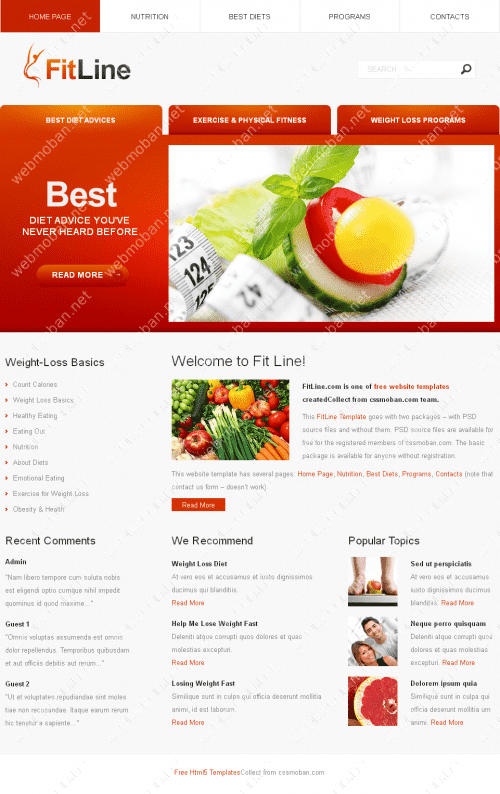 HOME PAGE
NUTRITION
BEST DIETS
PROGRAMS
CONTACTS
FitLine
SEARCH
BEST DIET ADVICES
EXERCISE & PHYSICAL FITNESS
WEIGHT LOSS PROGRAMS
Best
DIET ADVICE YOU'VE
NEVER HEARD BEFORE
READ MORE
123
124
webmoban.net
Weight-Loss Basics
Count Calories
Weight Loss Basics
Healthy Eating
Eating Out
Nutrition
About Diets
Emotional Eating
Exercise for Weight Loss
Obesity & Health
Welcome to Fit Line!
FitLine.com is one of free website templates
createdCollect from cssmoban.com team.
This FitLine Template goes with two packages – with PSD
source files and without them. PSD source files are available for
free for the registered members of cssmoban.com. The basic
package is available for anyone without registration.
This website template has several pages: Home Page, Nutrition, Best Diets, Programs, Contacts (note that
contact us form – doesn't work).
Read More
Recent Comments
Admin
"Nam libero tempore cum soluta nobis
est eligendi optio cumque nihil impedit
quominus id quod maxime..."
Guest 1
"Omnis voluptas assumenda est omnis
dolor repellendus. Temporibus quibusdam
et aut officiis debitis aut rerum..."
Guest 2
"Ut et voluptates repudiandae sint moles
tiae non recusandae. Itaque earum rerum
hic tenetur a sapiente..."
We Recommend
Weight Loss Diet
At vero eos et accusamus et iusto dignissimos
ducimus qui blanditiis.
Read More
Help Me Lose Weight Fast
Deleniti atque corrupti quos dolores et quas
molestias excepturi.
Read More
Losing Weight Fast
Similique sunt in culpa qui officia deserunt mollitia
animi, id est laborum.
Read More
Popular Topics
Sed ut perspiciatis
At vero eos et accusamus et
iusto dignissimos ducimus
blanditiis. Read More
Neque porro quisquam
Deleniti atque corrupti quos
dolores et quas molestias
excepturi. Read More
Dolorem ipsum quia
Similique sunt in culpa qui
officia deserunt mollitia um
animi. Read More
Free Html5 TemplatesCollect from cssmoban.com